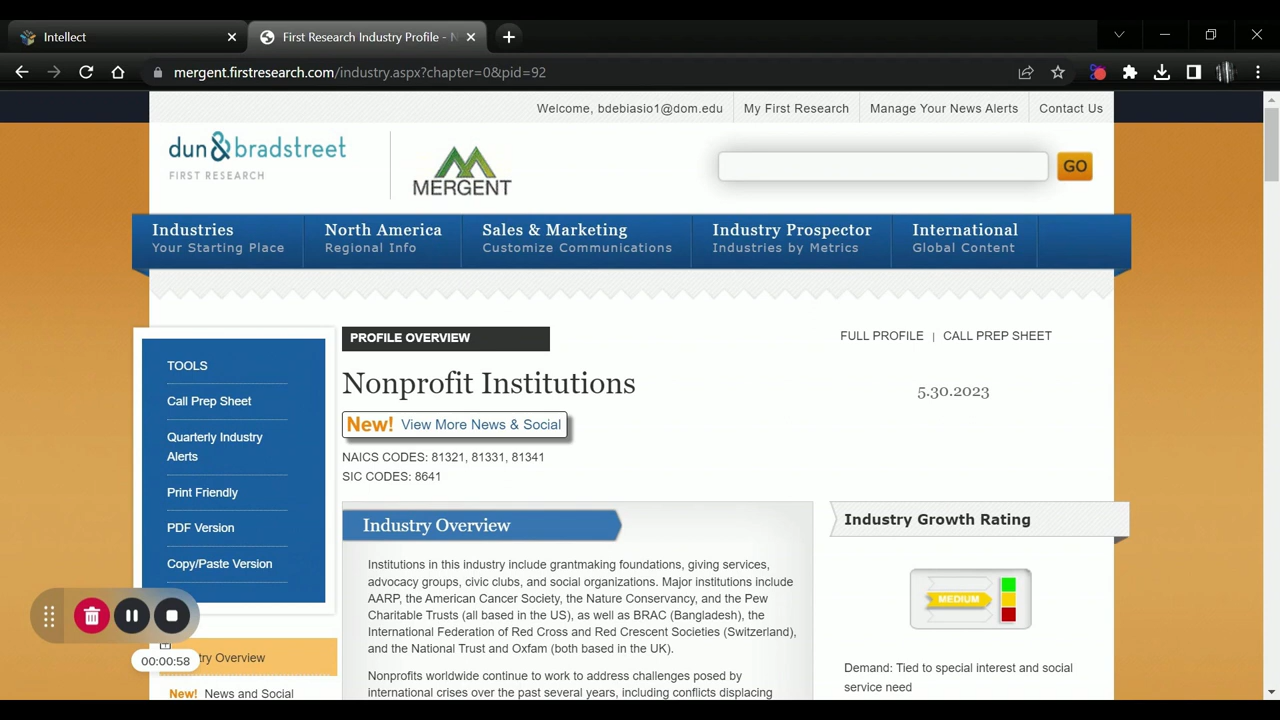 Intellect
First Research Industry Profile - N
mergent.firstresearch.com/industry.aspx?chapter=0&pid=92
Welcome, bdebiasio1@dom.edu
My First Research
Manage Your News Alerts
Contact Us
dun&bradstreet
FIRST RESEARCH
MERGENT
GO
Industries
Your Starting Place
North America
Regional Info
Sales & Marketing
Customize Communications
Industry Prospector
Industries by Metrics
International
Global Content
TOOLS
Call Prep Sheet
Quarterly Industry
Alerts
Print Friendly
PDF Version
Copy/Paste Version
00:00:58
ry Overview
New! News and Social
PROFILE OVERVIEW
FULL PROFILE | CALL PREP SHEET
Nonprofit Institutions
5.30.2023
New! View More News & Social
NAICS CODES: 81321, 81331, 81341
SIC CODES: 8641
Industry Overview
Institutions in this industry include grantmaking foundations, giving services,
advocacy groups, civic clubs, and social organizations. Major institutions include
AARP, the American Cancer Society, the Nature Conservancy, and the Pew
Charitable Trusts (all based in the US), as well as BRAC (Bangladesh), the
International Federation of Red Cross and Red Crescent Societies (Switzerland),
and the National Trust and Oxfam (both based in the UK).
Nonprofits worldwide continue to work to address challenges posed by
international crises over the past several years, including conflicts displacing
Industry Growth Rating
MEDIUM
Demand: Tied to special interest and social
service need